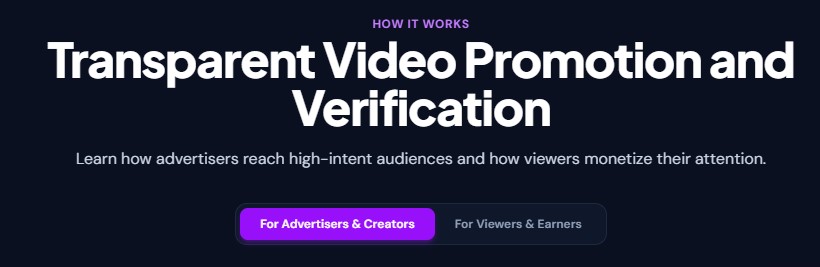 HOW IT WORKS
Transparent Video Promotion and
Verification
Learn how advertisers reach high-intent audiences and how viewers monetize their attention.
For Advertisers & Creators
For Viewers & Earners